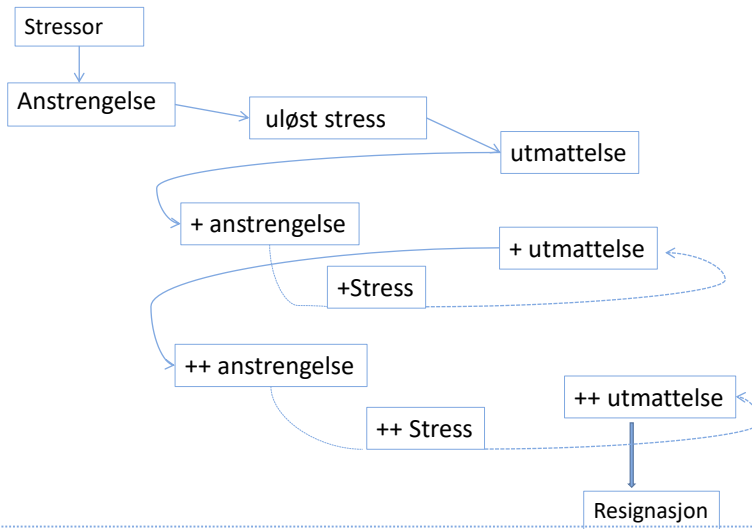 Stressor
Anstrengelse
uløst stress
utmattelse
+ anstrengelse
+ utmattelse
+Stress
++ anstrengelse
++ utmattelse
++ Stress
Resignasjon